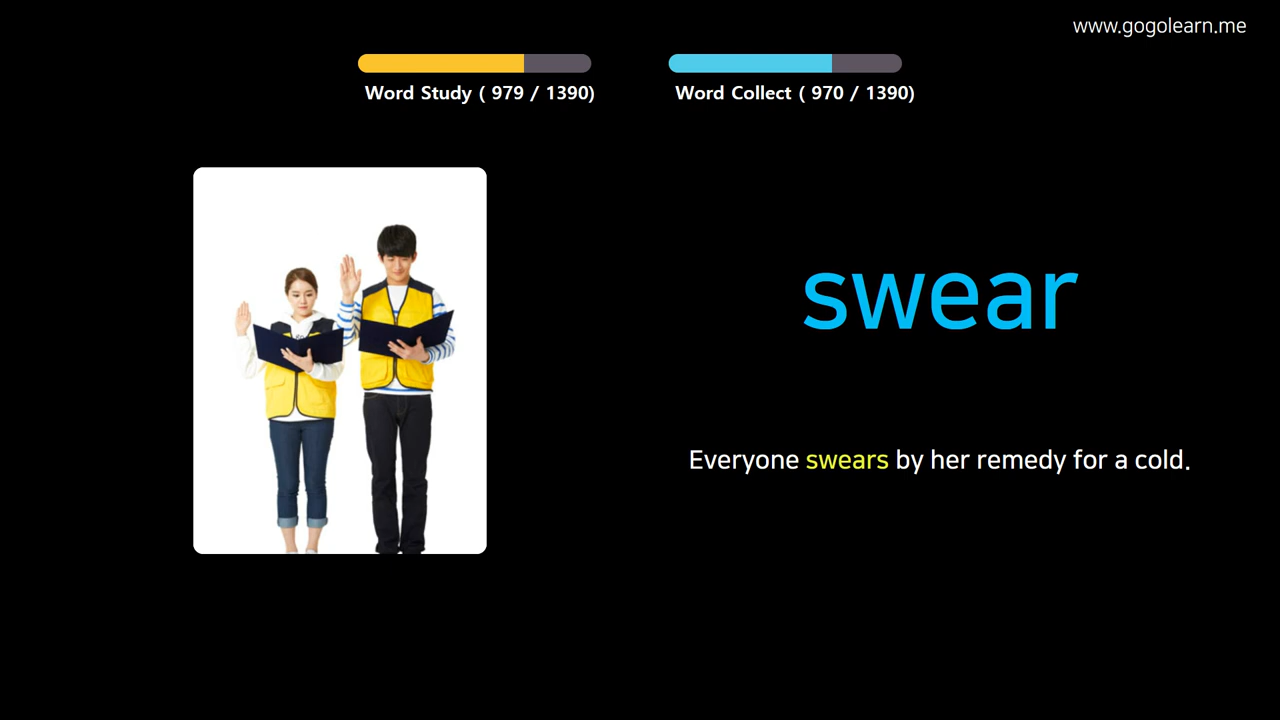 www.gogolearn.me
Word Study ( 979 / 1390)
Word Collect ( 970 / 1390)
swear
Everyone swears by her remedy for a cold.